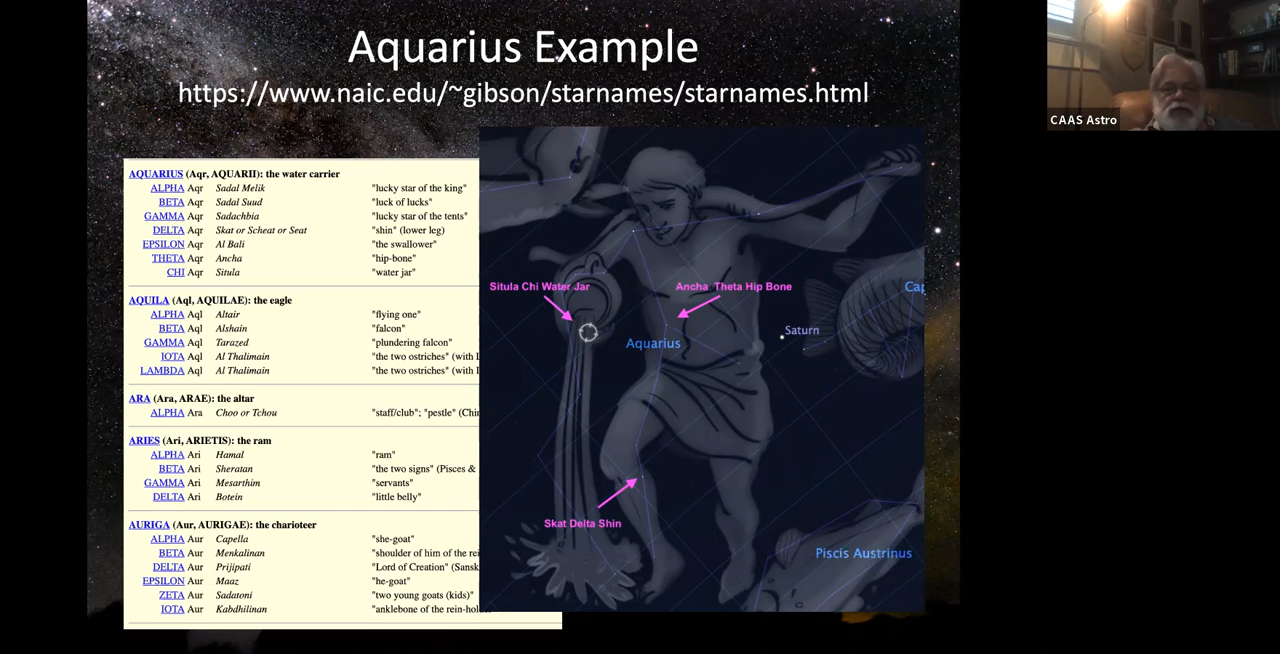 Aquarius Example
https://www.naic.edu/~gibson/starnames/starnames.html
CAAS Astro
AQUARIUS (Aqr, AQUARII): the water carrier
ALPHA Aqr Sadal Melik "lucky star of the king"
BETA Aqr Sadal Suud "luck of lucks"
GAMMA Aqr Sadachbia "lucky star of the tents"
DELTA Aqr Skat or Scheat or Seat "shin" (lower leg)
EPSILON Aqr Al Bali "the swallower"
THETA Aqr Ancha "hip-bone"
CHI Aqr Situla "water jar"
AQUILA (Aql, AQUILAE): the eagle
ALPHA Aql Altair "flying one"
BETA Aql Alshain "falcon"
GAMMA Aql Tarazed "plundering falcon"
IOTA Aql Al Thalimain "the two ostriches" (with
LAMBDA Aql Al Thalimain "the two ostriches" (with
ARA (Ara, ARAE): the altar
ALPHA Ara Choo or Tchou "staff/club"; "pestle" (Chi
ARIES (Ari, ARIETIS): the ram
ALPHA Ari Hamal "ram"
BETA Ari Sheratan "the two signs" (Pisces &
GAMMA Ari Mesarthim "servants"
DELTA Ari Botein "little belly"
AURIGA (Aur, AURIGAE): the charioteer
ALPHA Aur Capella "she-goat"
BETA Aur Menkalinan "shoulder of him of the rei
DELTA Aur Prijipati "Lord of Creation" (Sansk
EPSILON Aur Maaz "he-goat"
ZETA Aur Sadatoni "two young goats (kids)"
IOTA Aur Kabdhilinan "anklebone of the rein-hol
Situla Chi Water Jar
Ancha Theta Hip Bone
Cap
Saturn
Aquarius
Skat Delta Shin
Piscis Austrinus